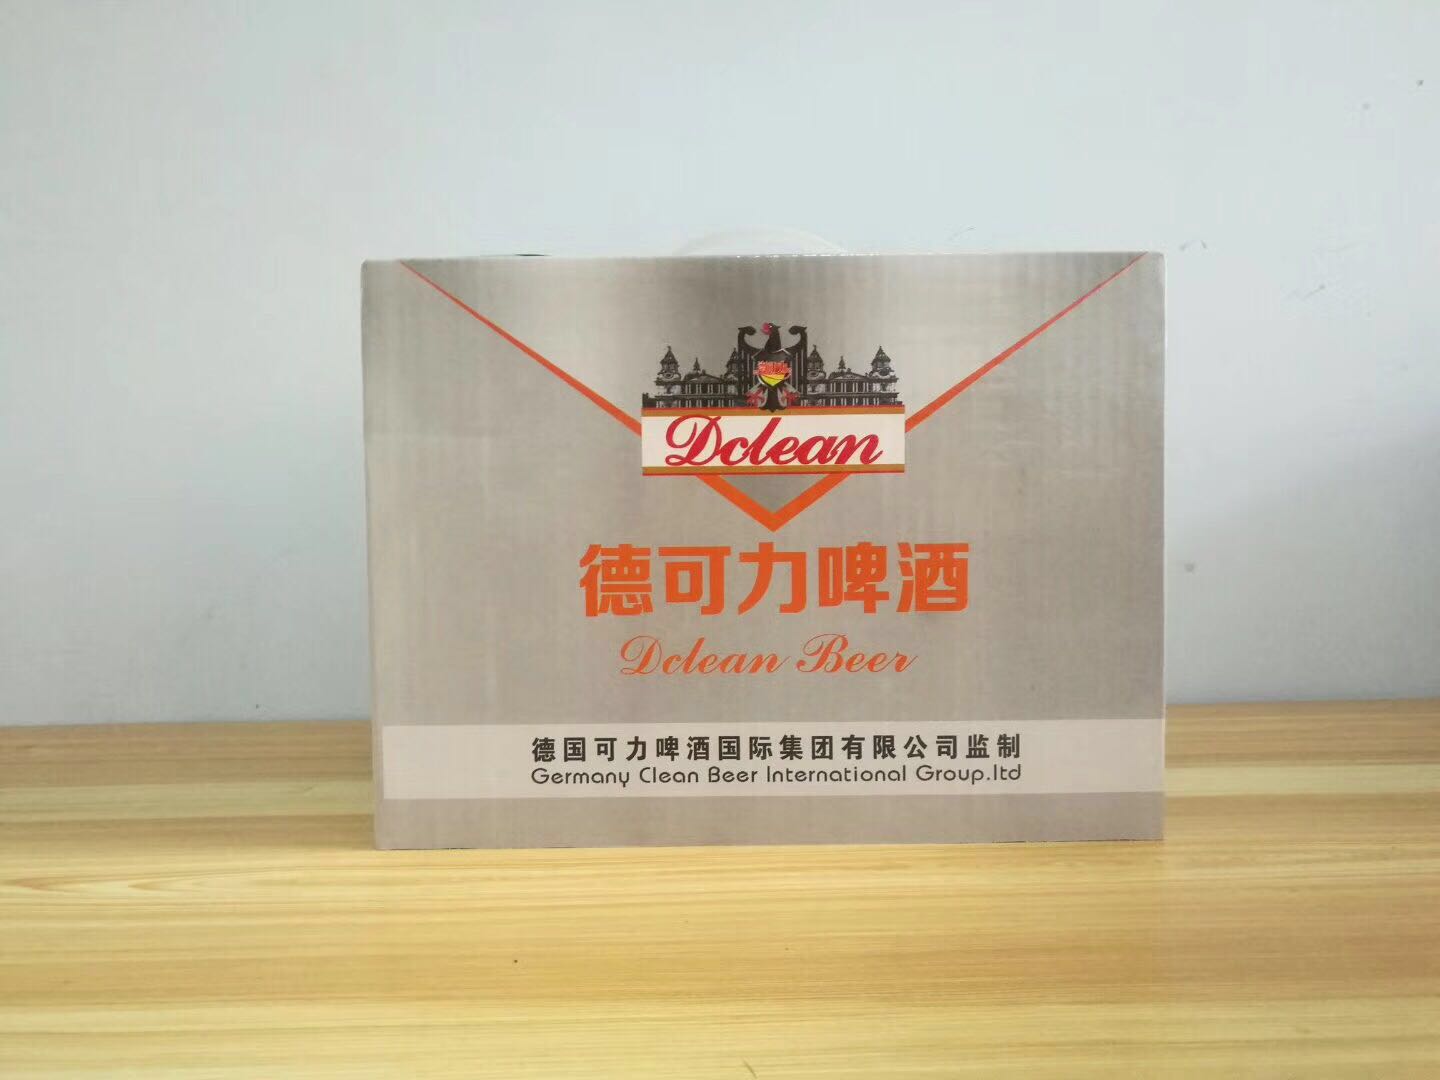 Dclean
德可力啤酒
Dclean Beer
德国可力啤酒国际集团有限公司监制
Germany Clean Beer International Group.ltd